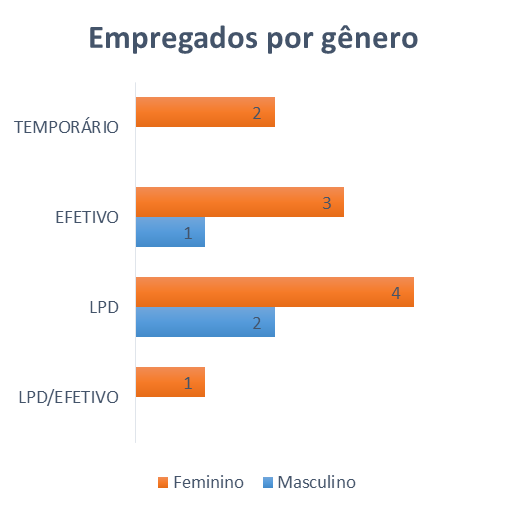 Empregados por gênero
TEMPORÁRIO
2
EFETIVO
3
1
LPD
4
2
LPD/EFETIVO
1
Feminino
Masculino